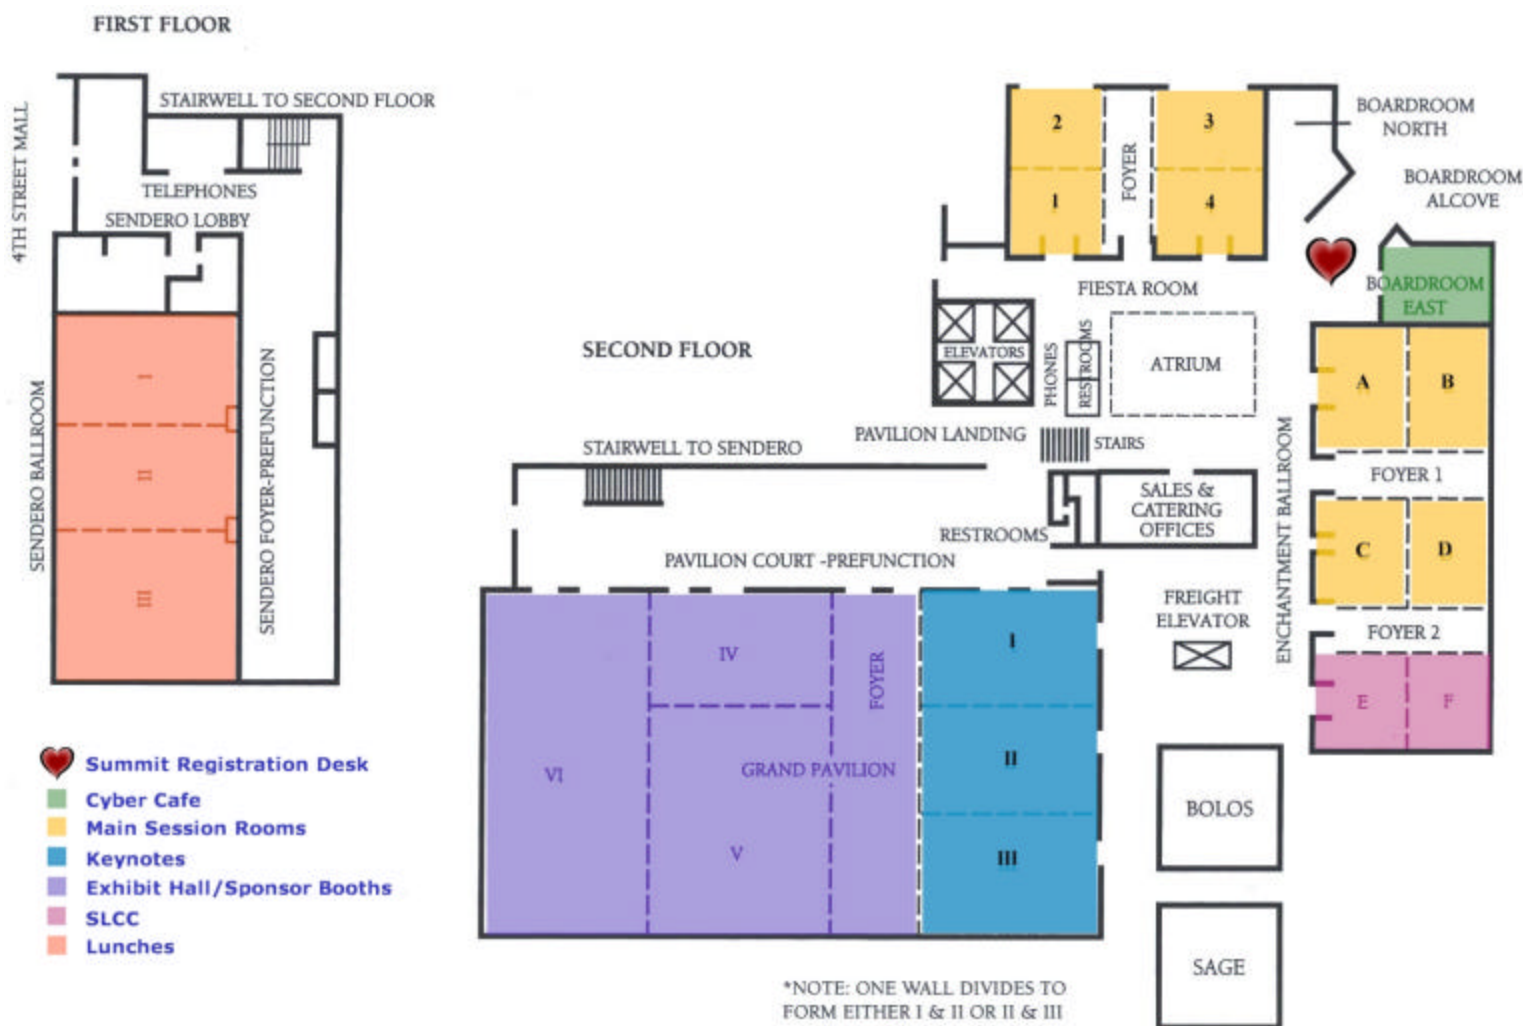 FIRST FLOOR
4TH STREET MALL
STAIRWELL TO SECOND FLOOR
TELEPHONES
SENDERO LOBBY
SENDERO BALLROOM
I
II
III
SENDERO FOYER-PREFUNCTION
SECOND FLOOR
2
1
FOYER
3
4
BOARDROOM
NORTH
BOARDROOM
ALCOVE
BOARDROOM
EAST
FIESTA ROOM
ELEVATORS
PHONES
RESTROOMS
ATRIUM
PAVILION LANDING
STAIRS
STAIRWELL TO SENDERO
SALES &
CATERING
OFFICES
RESTROOMS
PAVILION COURT -PREFUNCTION
ENCHANTMENT BALLROOM
A
B
FOYER 1
C
D
FOYER 2
E
F
FREIGHT
ELEVATOR
IV
FOYER
VI
GRAND PAVILION
V
I
II
III
BOLOS
SAGE
Summit Registration Desk
Cyber Cafe
Main Session Rooms
Keynotes
Exhibit Hall/Sponsor Booths
SLCC
Lunches
*NOTE: ONE WALL DIVIDES TO
FORM EITHER I & II OR II & III